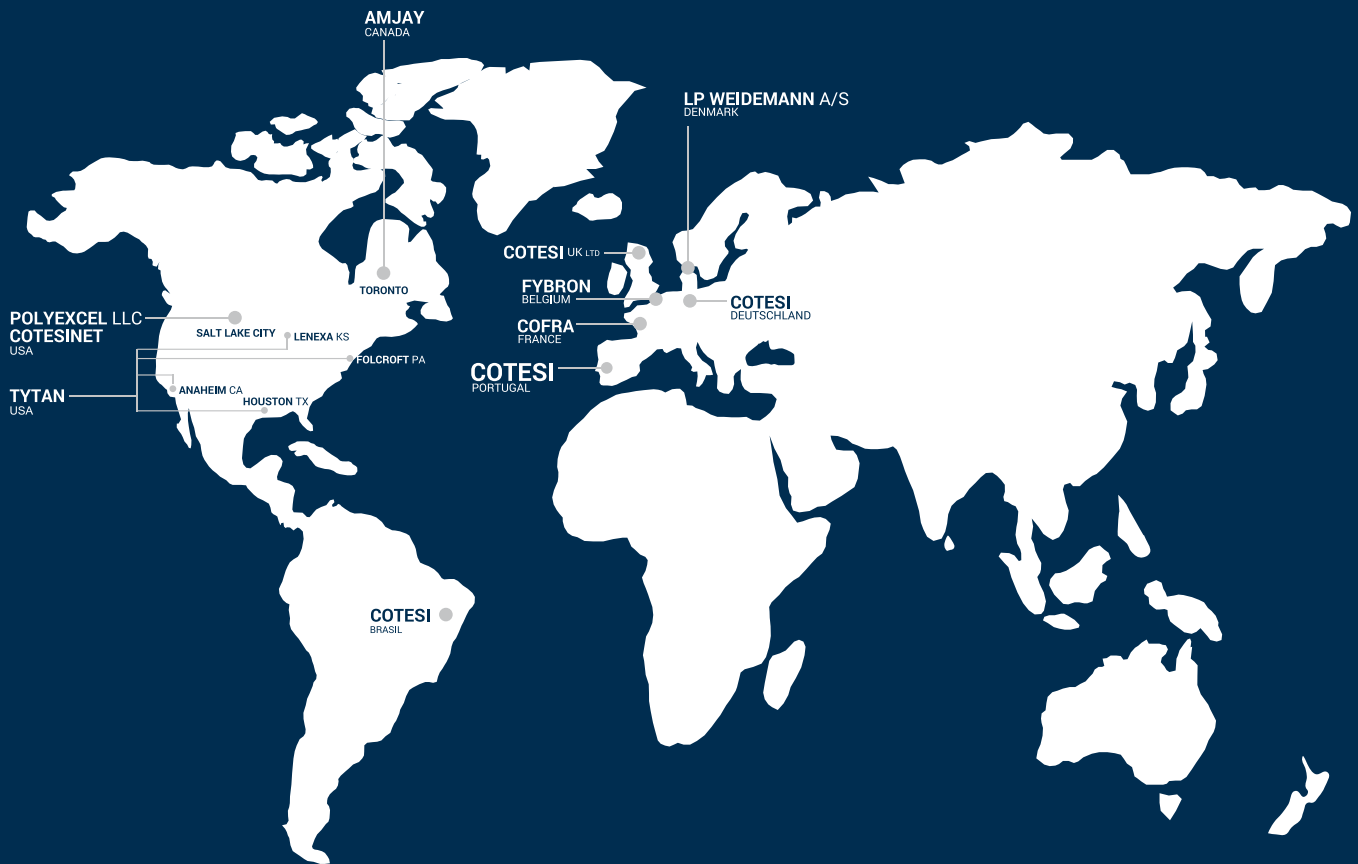 AMJAY
CANADA
LP WEIDEMANN A/S
DENMARK
COTESI UK LTD
FYBRON
BELGIUM
TORONTO
COTESI
DEUTSCHLAND
POLYEXCEL LLC
COTESINET
USA
SALT LAKE CITY
LENEXA KS
COFRA
FRANCE
FOLCROFT PA
COTESI
PORTUGAL
TYTAN
USA
ANAHEIM CA
HOUSTON TX
COTESI
BRASIL